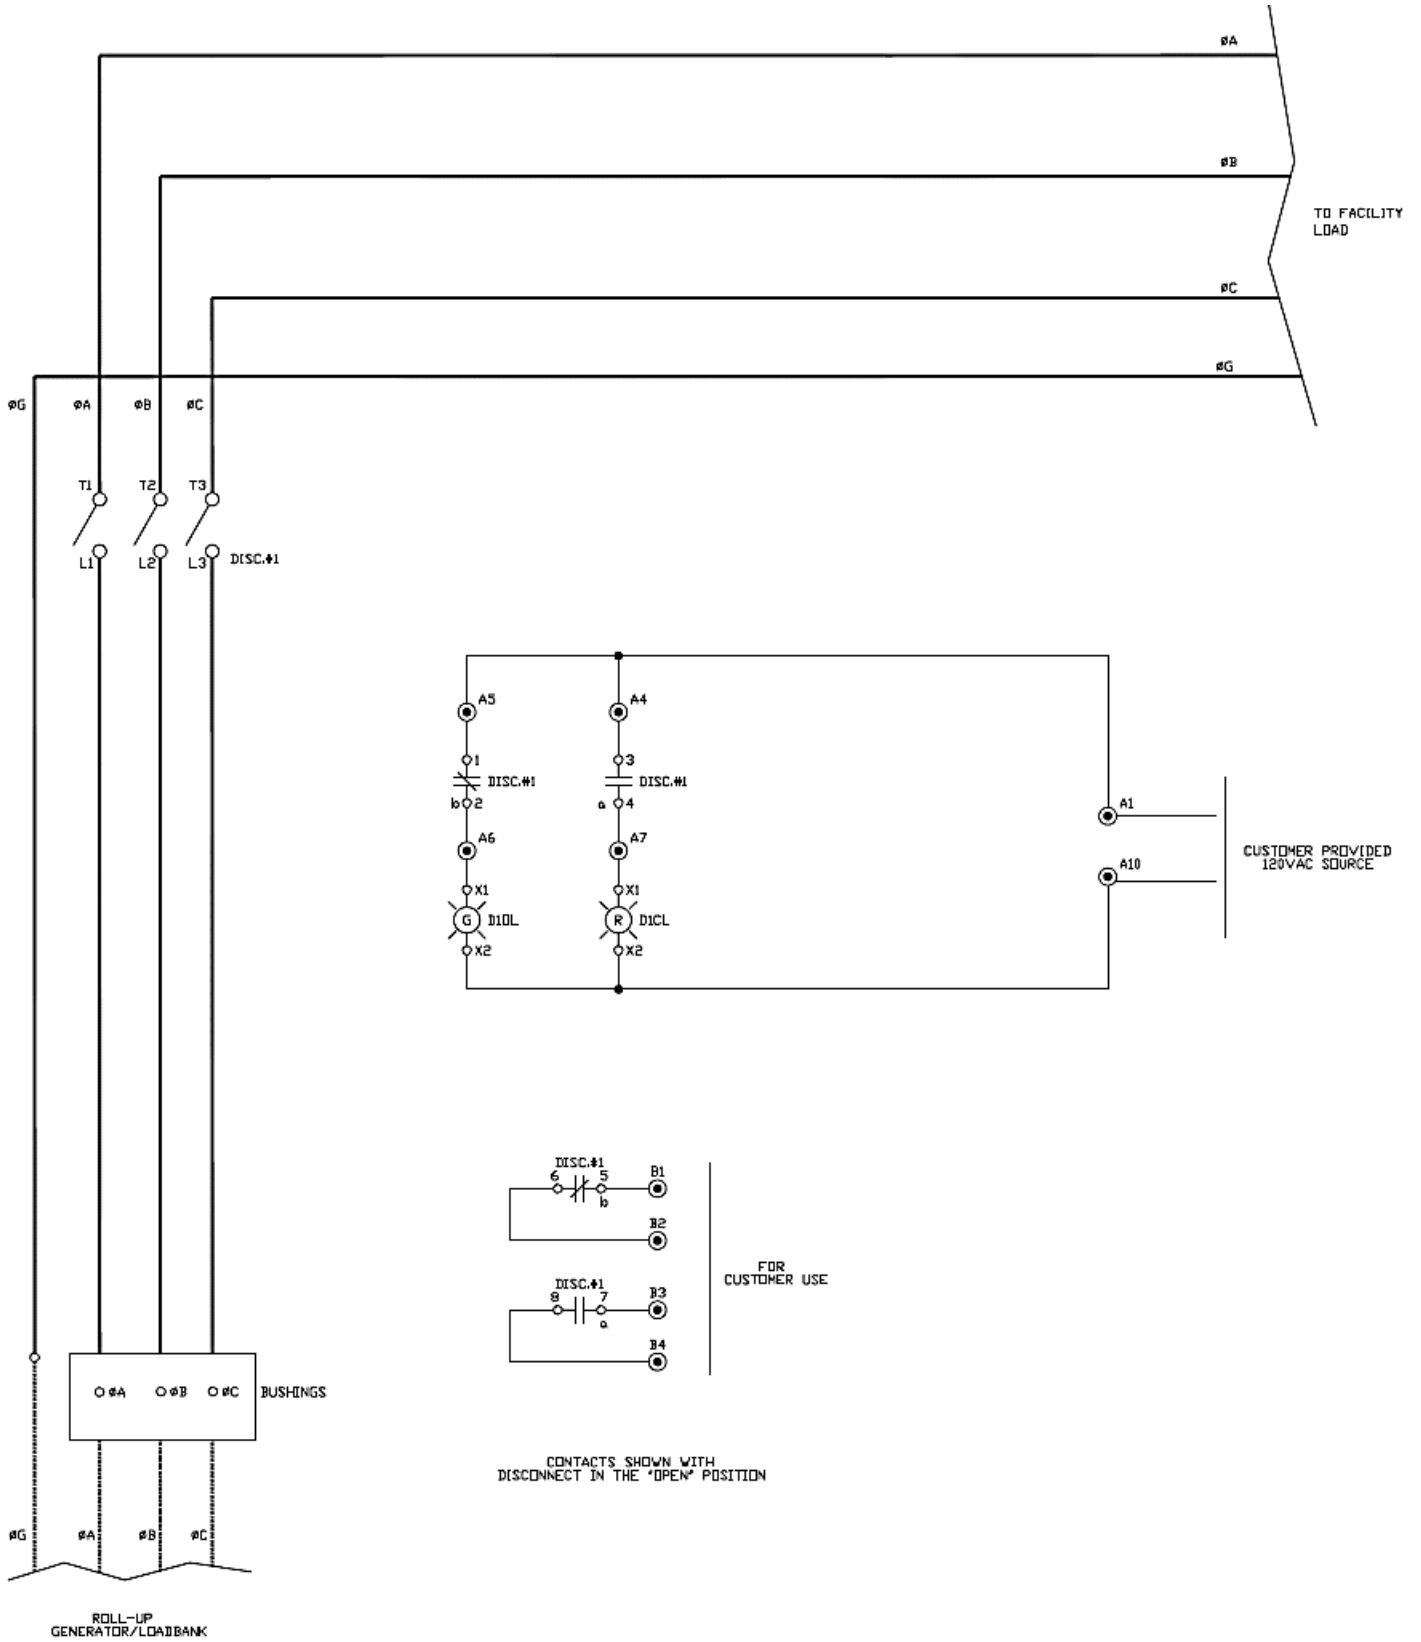 øA
øB
TO FACILITY
LOAD
øC
øG
øG øA øB øC
T1 T2 T3
L1 L2 L3 DISC.#1
A5 A4
1 3
DISC.#1 DISC.#1
b 2 a 4
A1
A6 A7
CUSTOMER PROVIDED
120VAC SOURCE
A10
X1 X1
G D1OL R D1CL
X2 X2
DISC.#1
6 5 B1
b
B2
FOR
CUSTOMER USE
DISC.#1
8 7 B3
a
B4
øA øB øC BUSHINGS
CONTACTS SHOWN WITH
DISCONNECT IN THE "OPEN" POSITION
øG øA øB øC
ROLL-UP
GENERATOR/LOADBANK